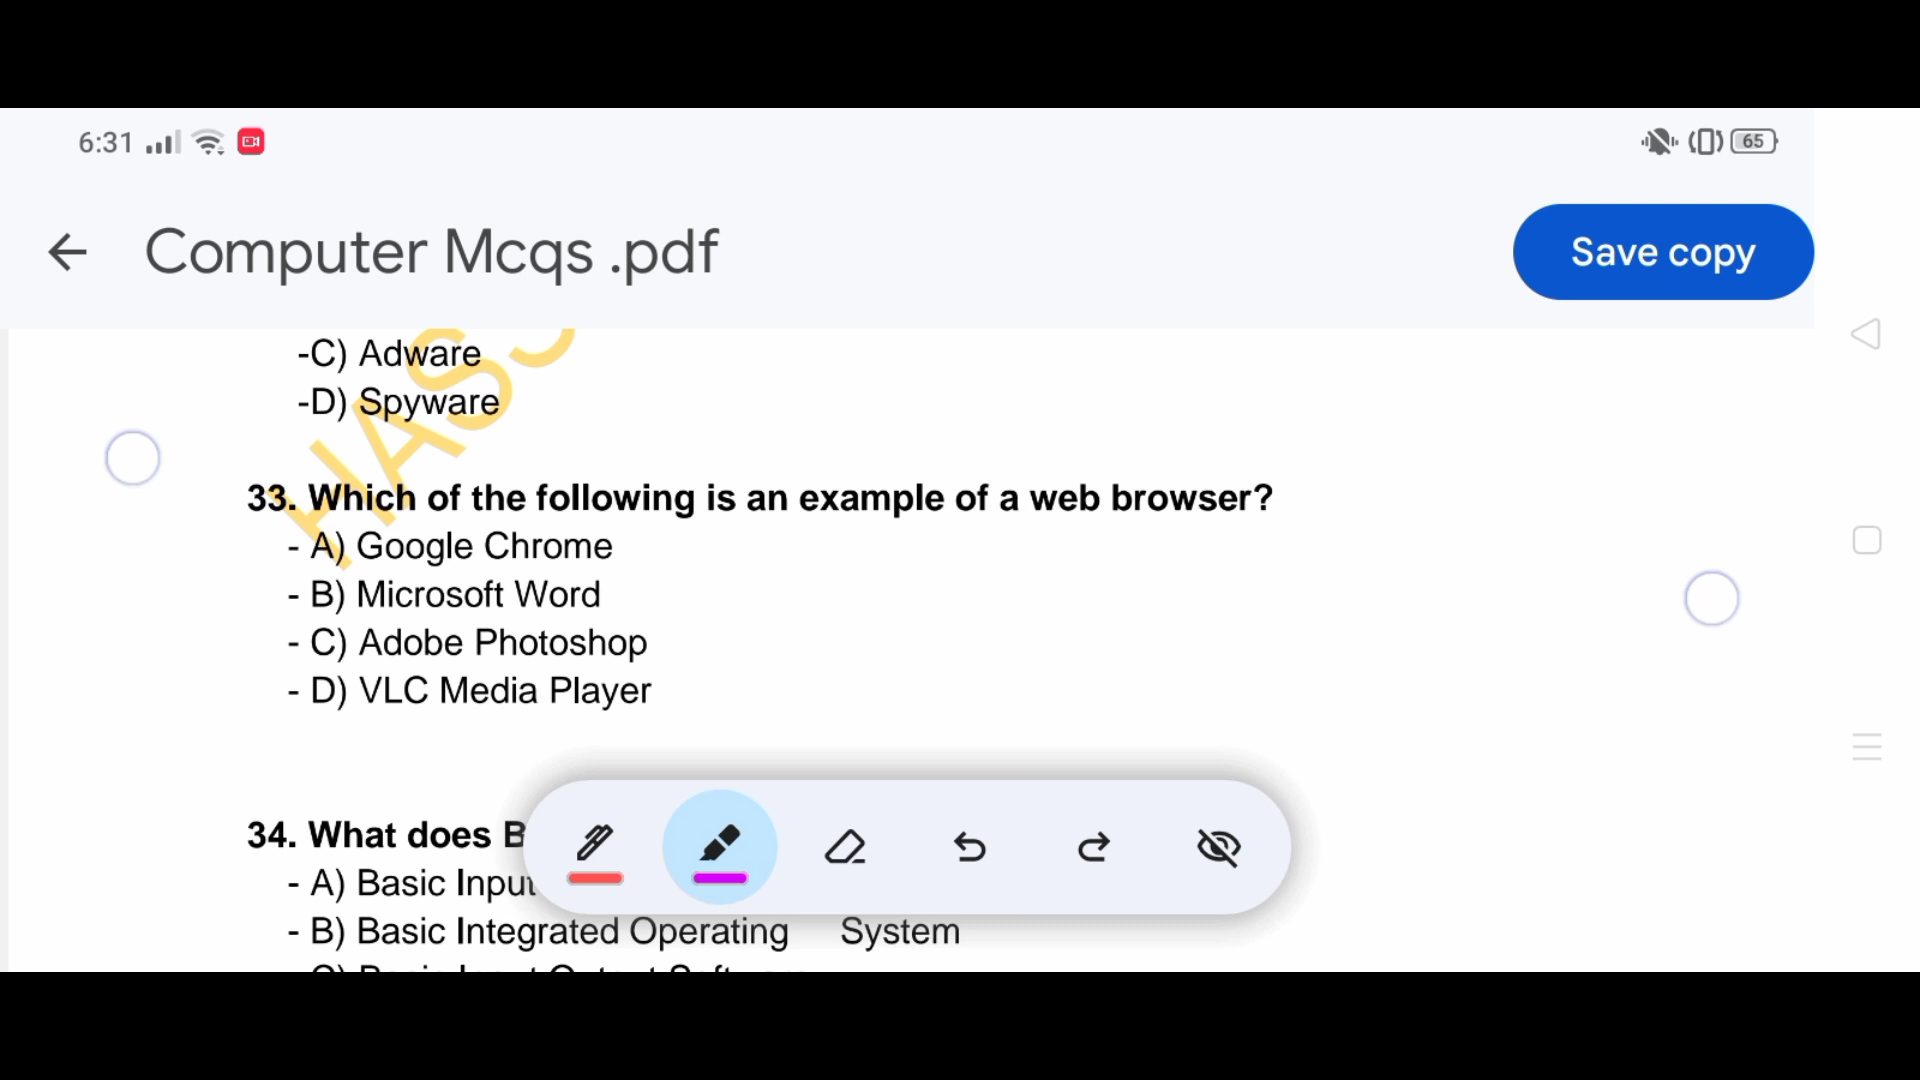 6:31
65
Computer Mcqs .pdf
Save copy
-C) Adware
-D) Spyware
HASS
33. Which of the following is an example of a web browser?
- A) Google Chrome
- B) Microsoft Word
- C) Adobe Photoshop
- D) VLC Media Player
34. What does B
- A) Basic Input
- B) Basic Integrated Operating System